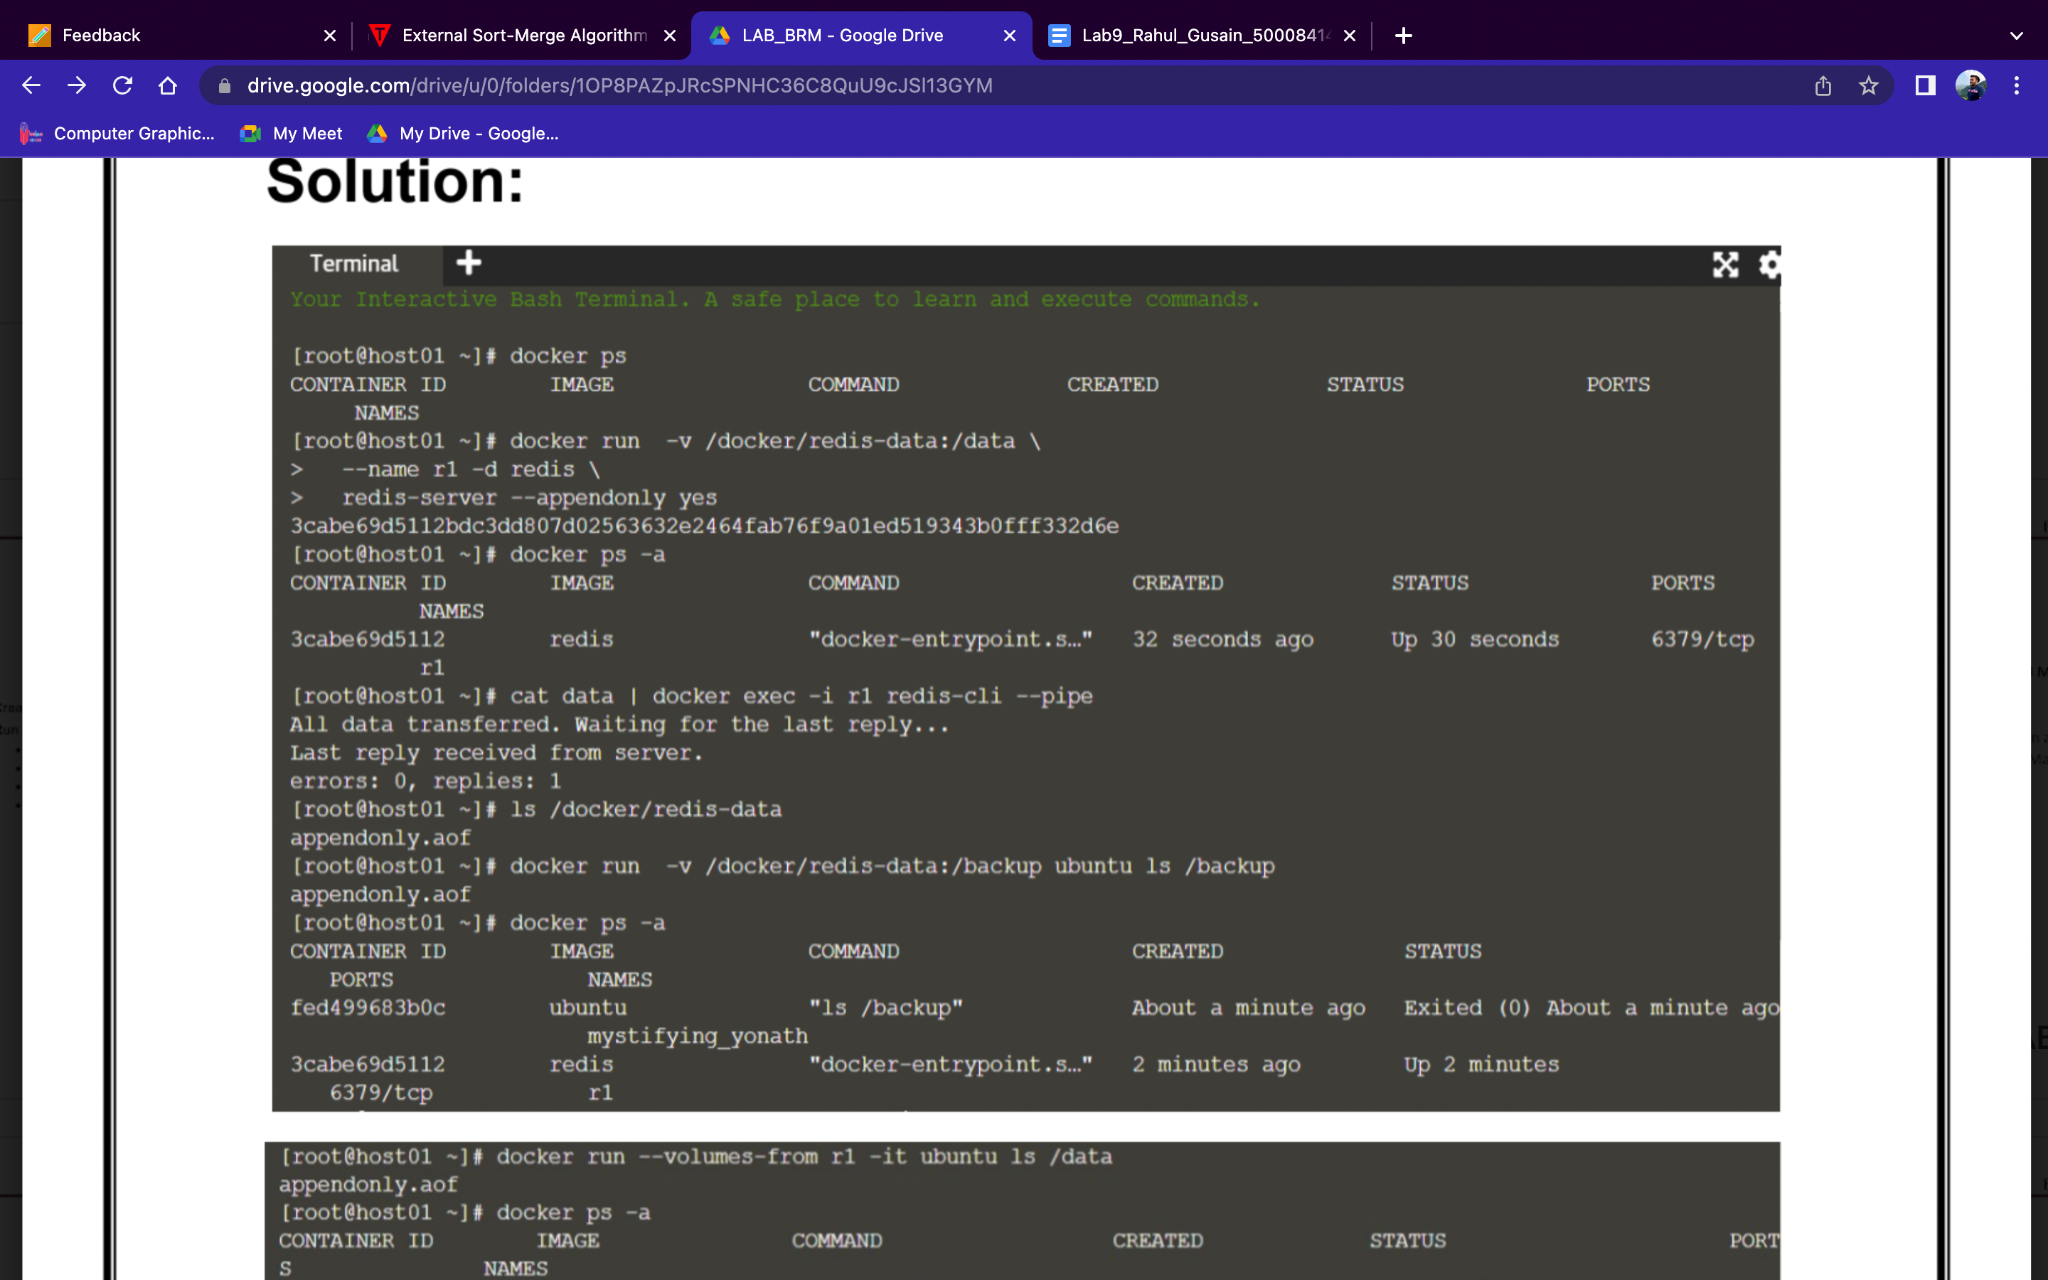 Feedback
External Sort-Merge Algorithm
LAB_BRM - Google Drive
Lab9_Rahul_Gusain_50008414
drive.google.com/drive/u/0/folders/1OP8PAZpJRcSPNHC36C8QuU9cJSl13GYM
Computer Graphic...
My Meet
My Drive - Google...
Solution:
Terminal
Your Interactive Bash Terminal. A safe place to learn and execute commands.
[root@host01 ~]# docker ps
CONTAINER ID IMAGE COMMAND CREATED STATUS PORTS
NAMES
[root@host01 ~]# docker run -v /docker/redis-data:/data \
> --name r1 -d redis \
> redis-server --appendonly yes
3cabe69d5112bdc3dd807d02563632e2464fab76f9a01ed519343b0fff332d6e
[root@host01 ~]# docker ps -a
CONTAINER ID IMAGE COMMAND CREATED STATUS PORTS
NAMES
3cabe69d5112 redis "docker-entrypoint.s…" 32 seconds ago Up 30 seconds 6379/tcp
r1
[root@host01 ~]# cat data | docker exec -i r1 redis-cli --pipe
All data transferred. Waiting for the last reply...
Last reply received from server.
errors: 0, replies: 1
[root@host01 ~]# ls /docker/redis-data
appendonly.aof
[root@host01 ~]# docker run -v /docker/redis-data:/backup ubuntu ls /backup
appendonly.aof
[root@host01 ~]# docker ps -a
CONTAINER ID IMAGE COMMAND CREATED STATUS
PORTS NAMES
fed499683b0c ubuntu "ls /backup" About a minute ago Exited (0) About a minute ago
mystifying_yonath
3cabe69d5112 redis "docker-entrypoint.s…" 2 minutes ago Up 2 minutes
6379/tcp r1
[root@host01 ~]# docker run --volumes-from r1 -it ubuntu ls /data
appendonly.aof
[root@host01 ~]# docker ps -a
CONTAINER ID IMAGE COMMAND CREATED STATUS PORT
S NAMES